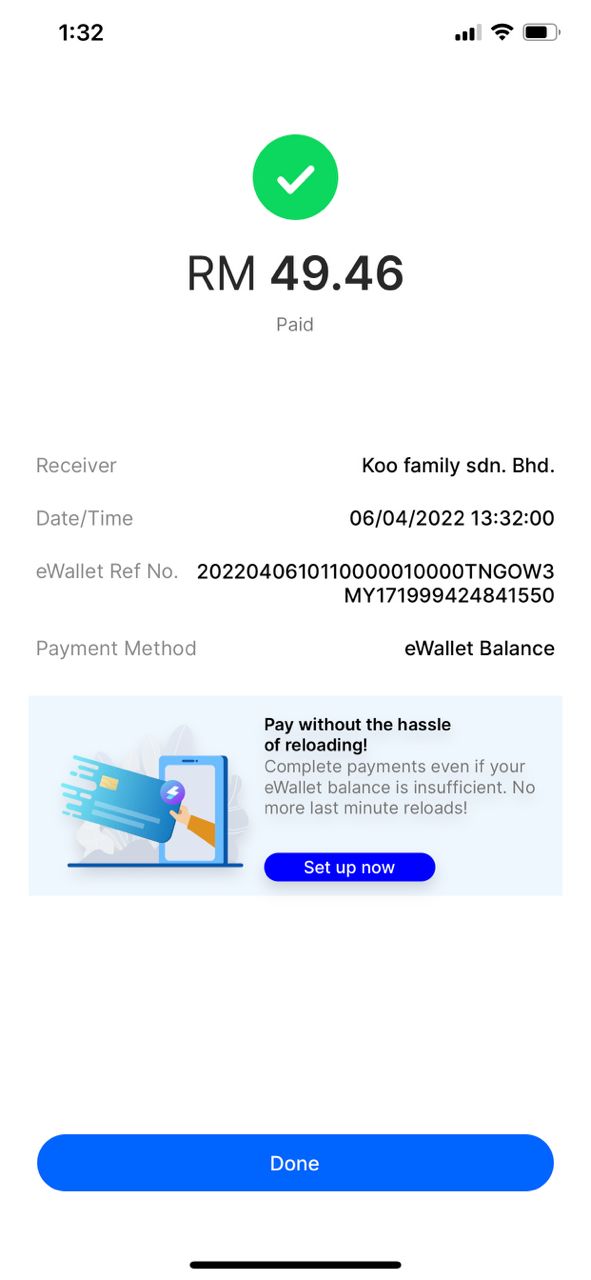 1:32
RM 49.46
Paid
Receiver Koo family sdn. Bhd.
Date/Time 06/04/2022 13:32:00
eWallet Ref No. 2022040610110000010000TNGOW3
MY171999424841550
Payment Method eWallet Balance
Pay without the hassle
of reloading!
Complete payments even if your
eWallet balance is insufficient. No
more last minute reloads!
Set up now
Done